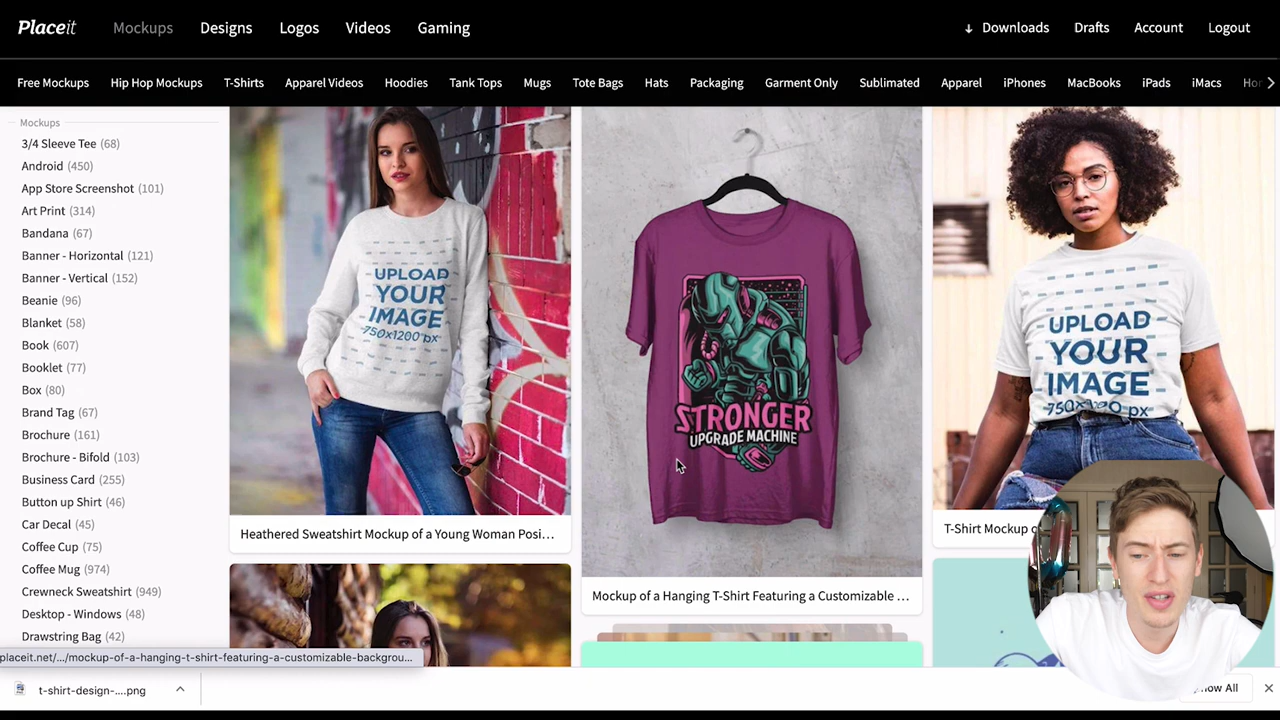 Placeit
Mockups
Designs
Logos
Videos
Gaming
Downloads
Drafts
Account
Logout
Free Mockups
Hip Hop Mockups
T-Shirts
Apparel Videos
Hoodies
Tank Tops
Mugs
Tote Bags
Hats
Packaging
Garment Only
Sublimated
Apparel
iPhones
MacBooks
iPads
iMacs
Mockups
3/4 Sleeve Tee (68)
Android (450)
App Store Screenshot (101)
Art Print (314)
Bandana (67)
Banner - Horizontal (121)
Banner - Vertical (152)
Beanie (96)
Blanket (58)
Book (607)
Booklet (77)
Box (80)
Brand Tag (67)
Brochure (161)
Brochure - Bifold (103)
Business Card (255)
Button up Shirt (46)
Car Decal (45)
Coffee Cup (75)
Coffee Mug (974)
Crewneck Sweatshirt (949)
Desktop - Windows (48)
Drawstring Bag (42)
UPLOAD
YOUR
IMAGE
750x1200 px
Heathered Sweatshirt Mockup of a Young Woman Posi...
STRONGER
UPGRADE MACHINE
Mockup of a Hanging T-Shirt Featuring a Customizable ...
UPLOAD
YOUR
IMAGE
px
T-Shirt Mockup
placeit.net/.../mockup-of-a-hanging-t-shirt-featuring-a-customizable-backgrou...
t-shirt-design-....png
All